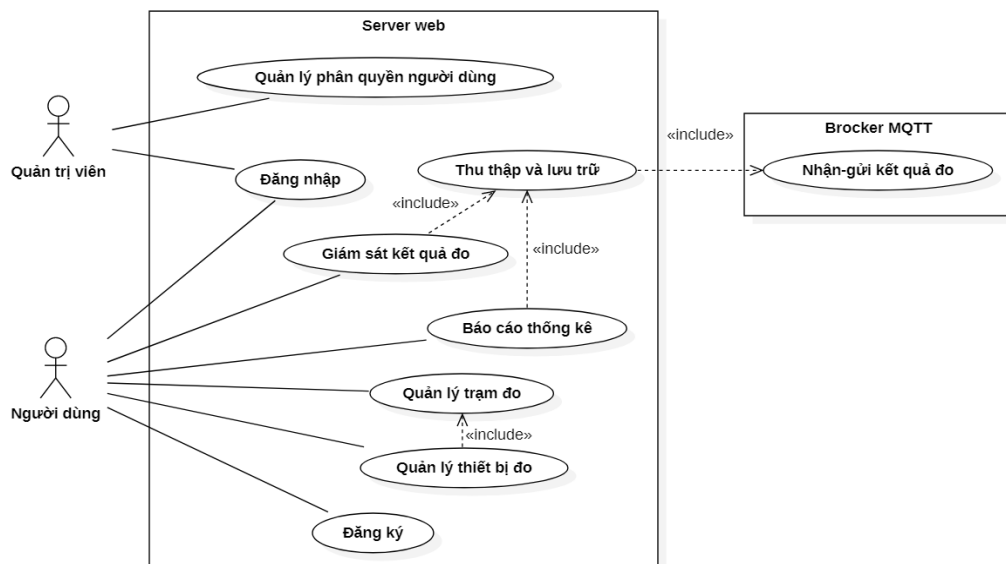 Server web
Quản lý phân quyền người dùng
Quản trị viên
Đăng nhập
Thu thập và lưu trữ
«include»
Brocker MQTT
Nhận-gửi kết quả đo
«include»
Giám sát kết quả đo
«include»
Báo cáo thống kê
Người dùng
Quản lý trạm đo
«include»
Quản lý thiết bị đo
Đăng ký